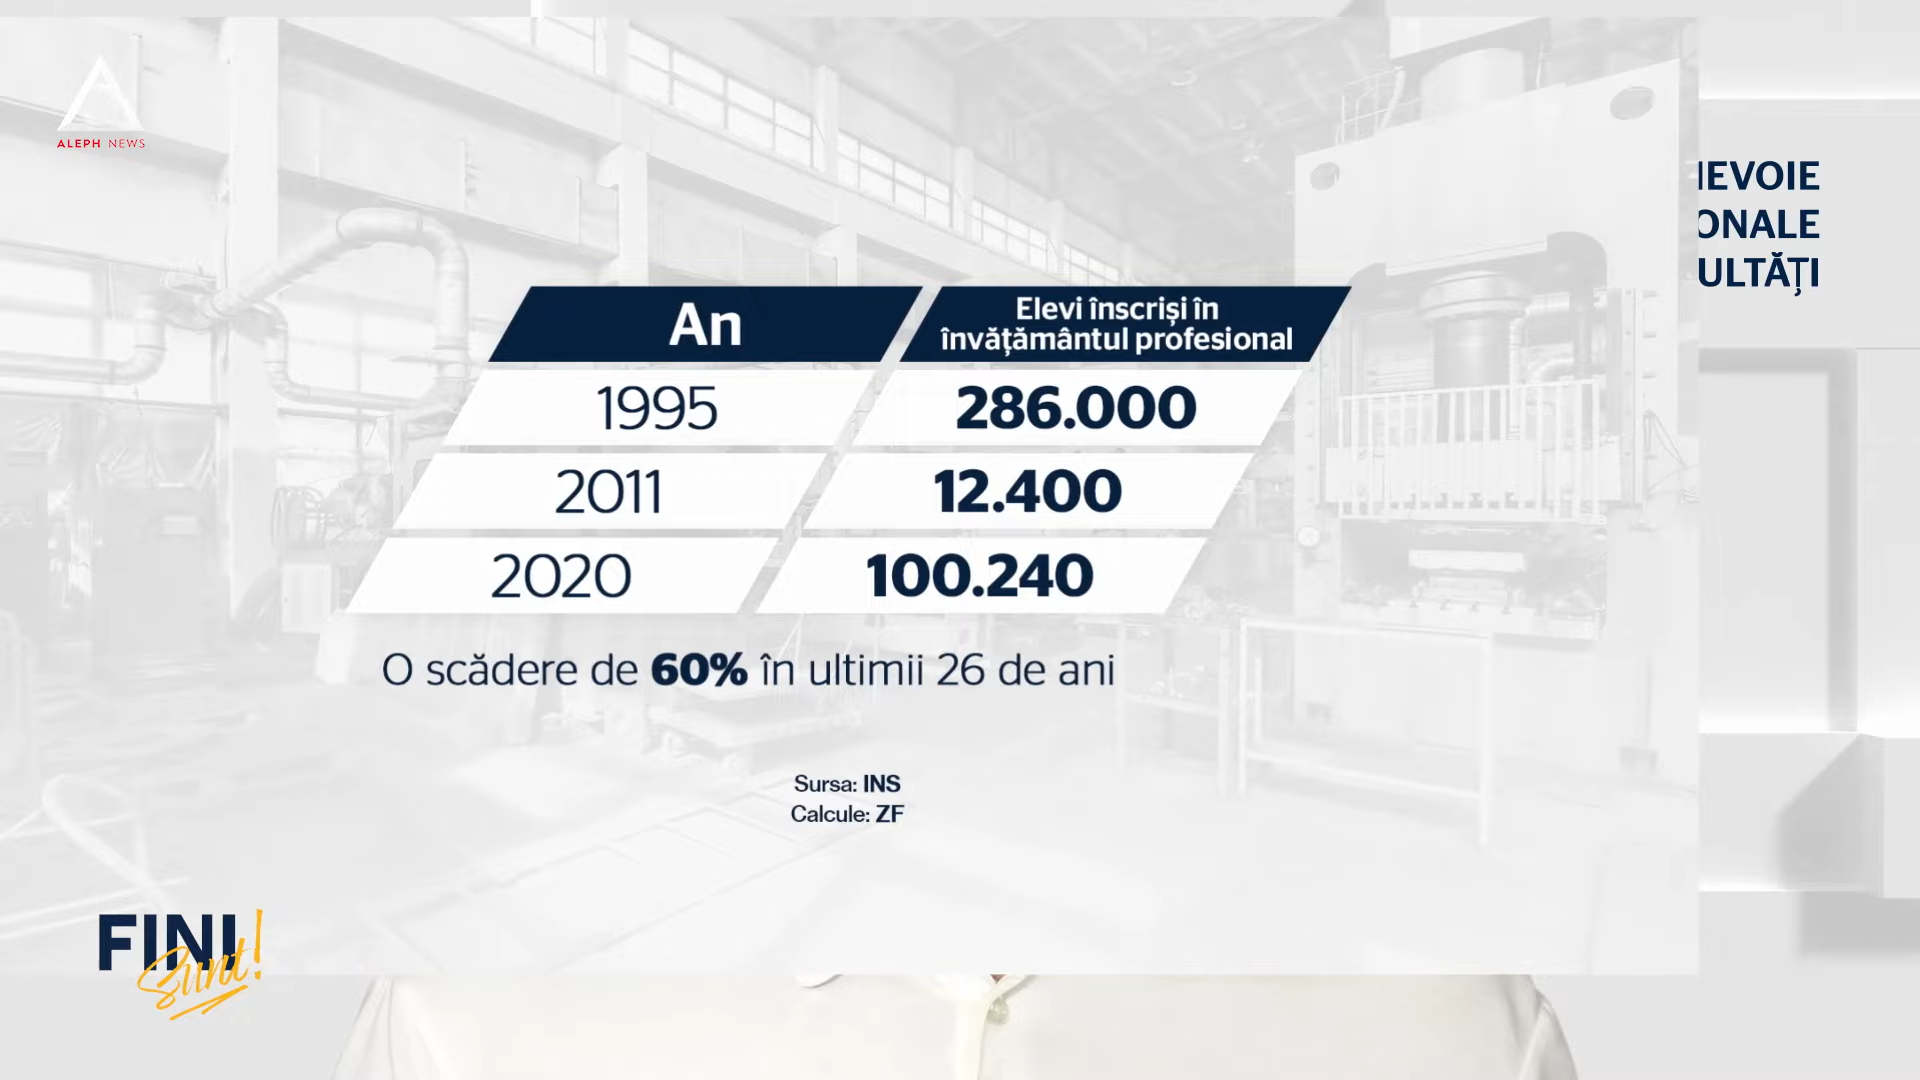 ALEPH NEWS
IEVOIE
ONALE
ULTĂȚI
An Elevi înscriși în
învățământul profesional
1995 286.000
2011 12.400
2020 100.240
O scădere de 60% în ultimii 26 de ani
Sursa: INS
Calcule: ZF
FINI
Sunt!